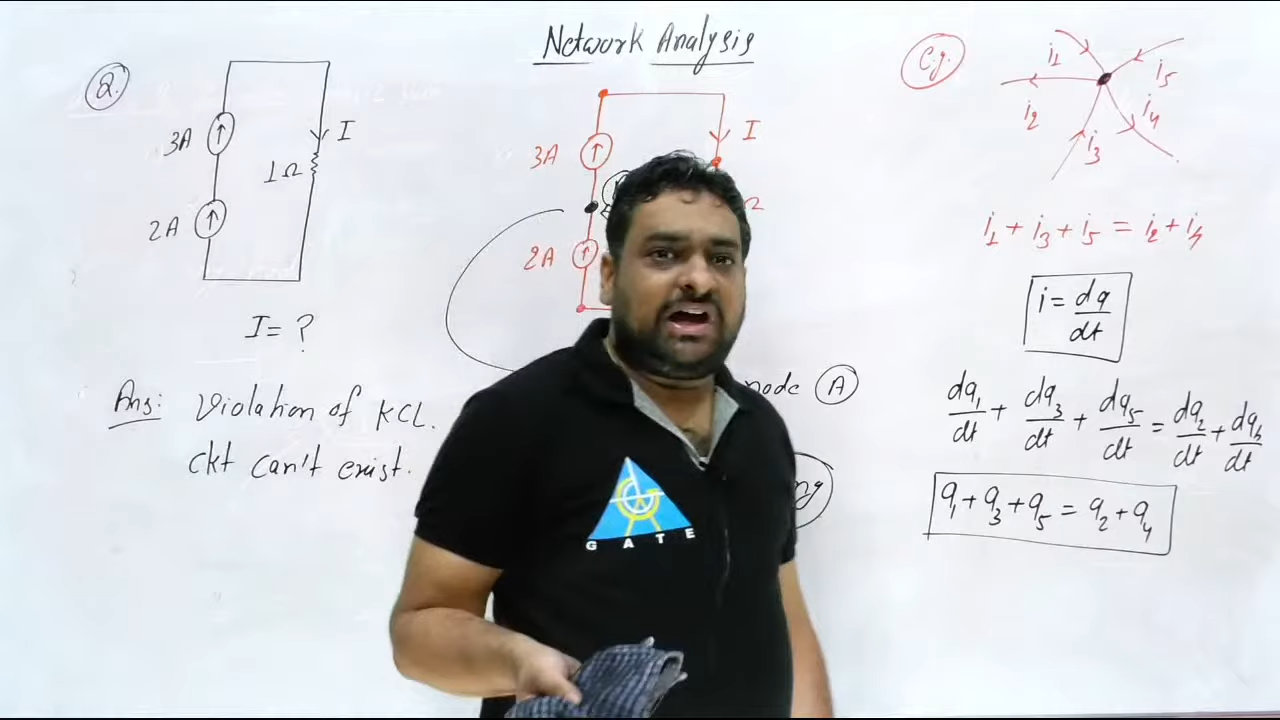 Network Analysis
Q.
3A
I
1Ω
2A
I = ?
Ans: Violation of KCL.
ckt can't exist.
3A
I
Ω
2A
node A
G A T E
e.g.
i1
i5
i2
i4
i3
i1 + i3 + i5 = i2 + i4
i = dq/dt
dq1/dt + dq3/dt + dq5/dt = dq2/dt + dq4/dt
q1 + q3 + q5 = q2 + q4